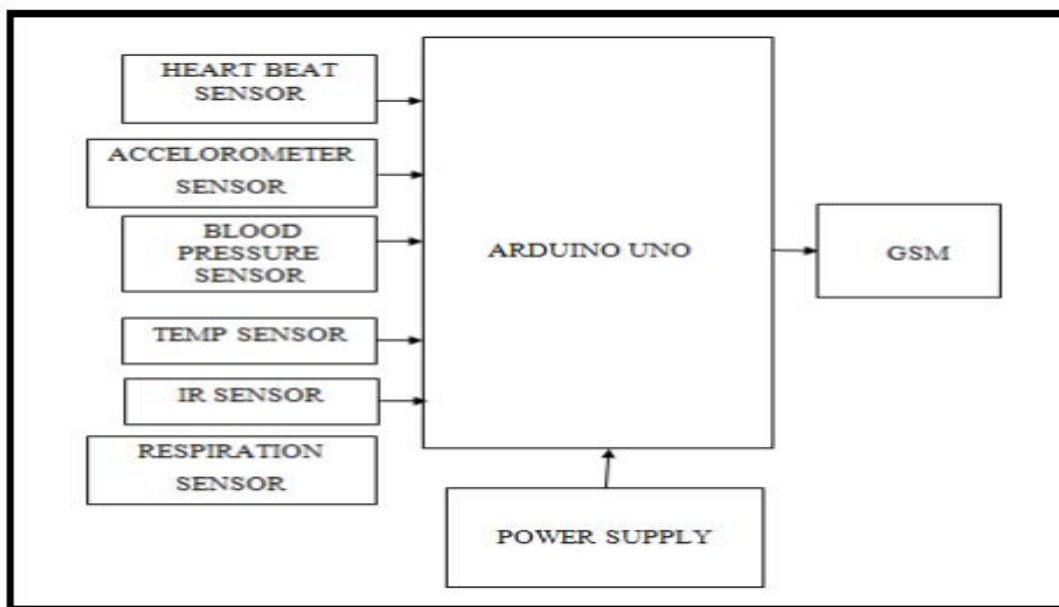 HEART BEAT
SENSOR
ACCELOROMETER
SENSOR
BLOOD
PRESSURE
SENSOR
TEMP SENSOR
IR SENSOR
RESPIRATION
SENSOR
ARDUINO UNO
GSM
POWER SUPPLY